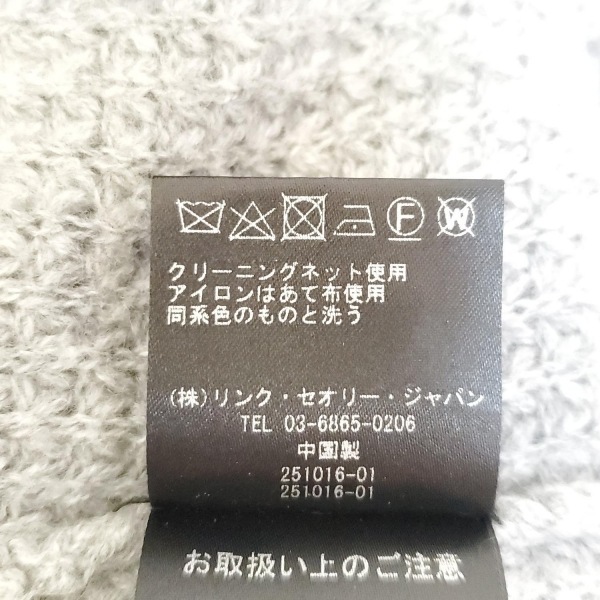 F W
クリーニングネット使用
アイロンはあて布使用
同系色のものと洗う
(株)リンク・セオリー・ジャパン
TEL 03-6865-0206
中国製
251016-01
251016-01
お取扱い上のご注意